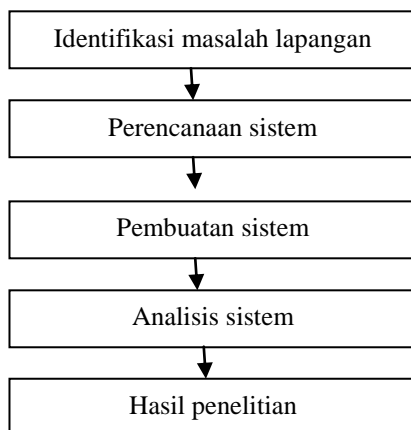 Identifikasi masalah lapangan
Perencanaan sistem
Pembuatan sistem
Analisis sistem
Hasil penelitian